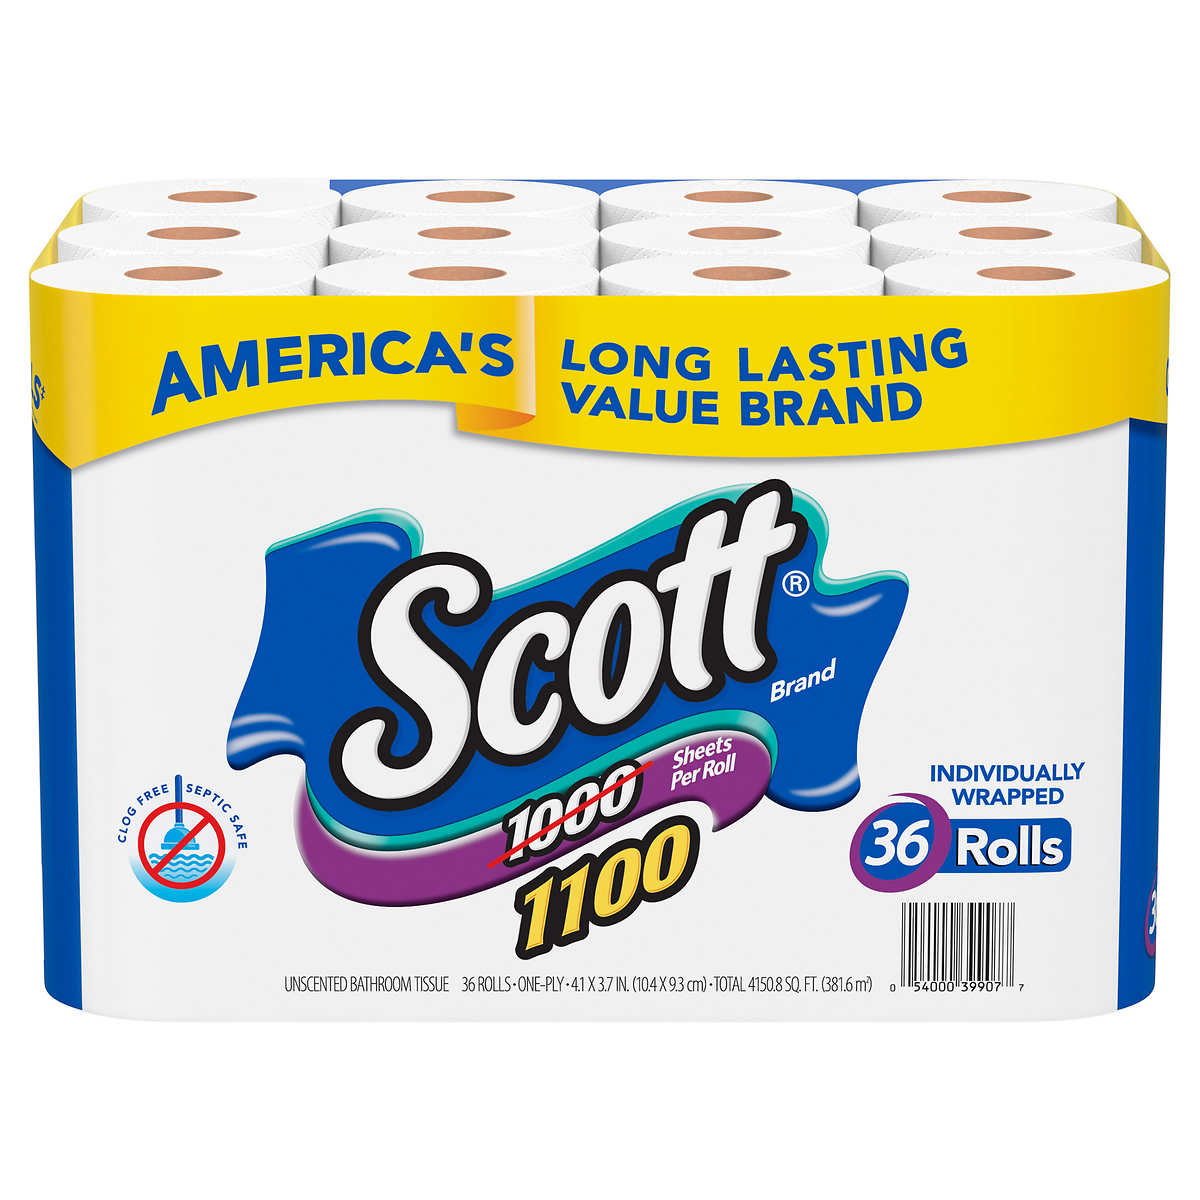 AMERICA'S
LONG LASTING
VALUE BRAND
Scott®
Brand
1000
Sheets
Per Roll
1100
CLOG FREE
SEPTIC SAFE
INDIVIDUALLY
WRAPPED
36 Rolls
UNSCENTED BATHROOM TISSUE 36 ROLLS • ONE-PLY • 4.1 X 3.7 IN. (10.4 X 9.3 cm) • TOTAL 4150.8 SQ. FT. (381.6 m²)
0 54000 39907 7